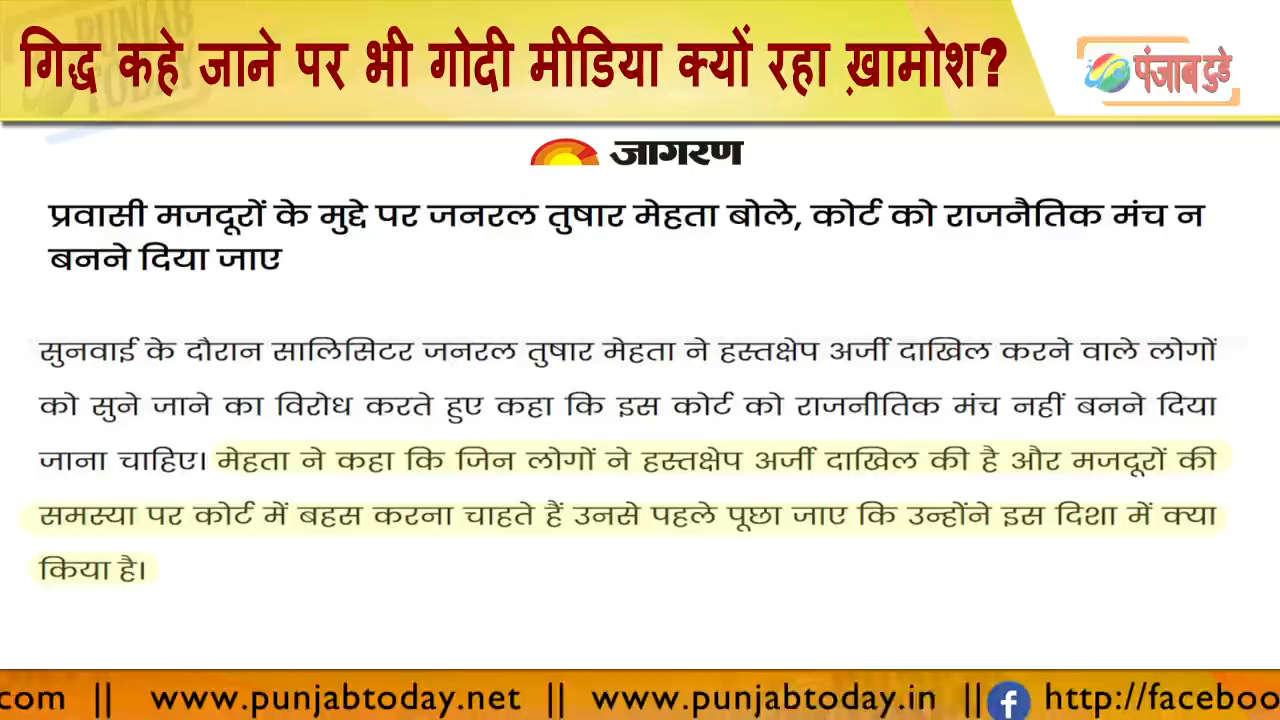 PUNJAB
TODAY
गिद्ध कहे जाने पर भी गोदी मीडिया क्यों रहा ख़ामोश?
पंजाब टुडे
जागरण
प्रवासी मजदूरों के मुद्दे पर जनरल तुषार मेहता बोले, कोर्ट को राजनैतिक मंच न
बनने दिया जाए
सुनवाई के दौरान सालिसिटर जनरल तुषार मेहता ने हस्तक्षेप अर्जी दाखिल करने वाले लोगों
को सुने जाने का विरोध करते हुए कहा कि इस कोर्ट को राजनीतिक मंच नहीं बनने दिया
जाना चाहिए। मेहता ने कहा कि जिन लोगों ने हस्तक्षेप अर्जी दाखिल की है और मजदूरों की
समस्या पर कोर्ट में बहस करना चाहते हैं उनसे पहले पूछा जाए कि उन्होंने इस दिशा में क्या
किया है।
com || www.punjabtoday.net || www.punjabtoday.in || http://faceboo